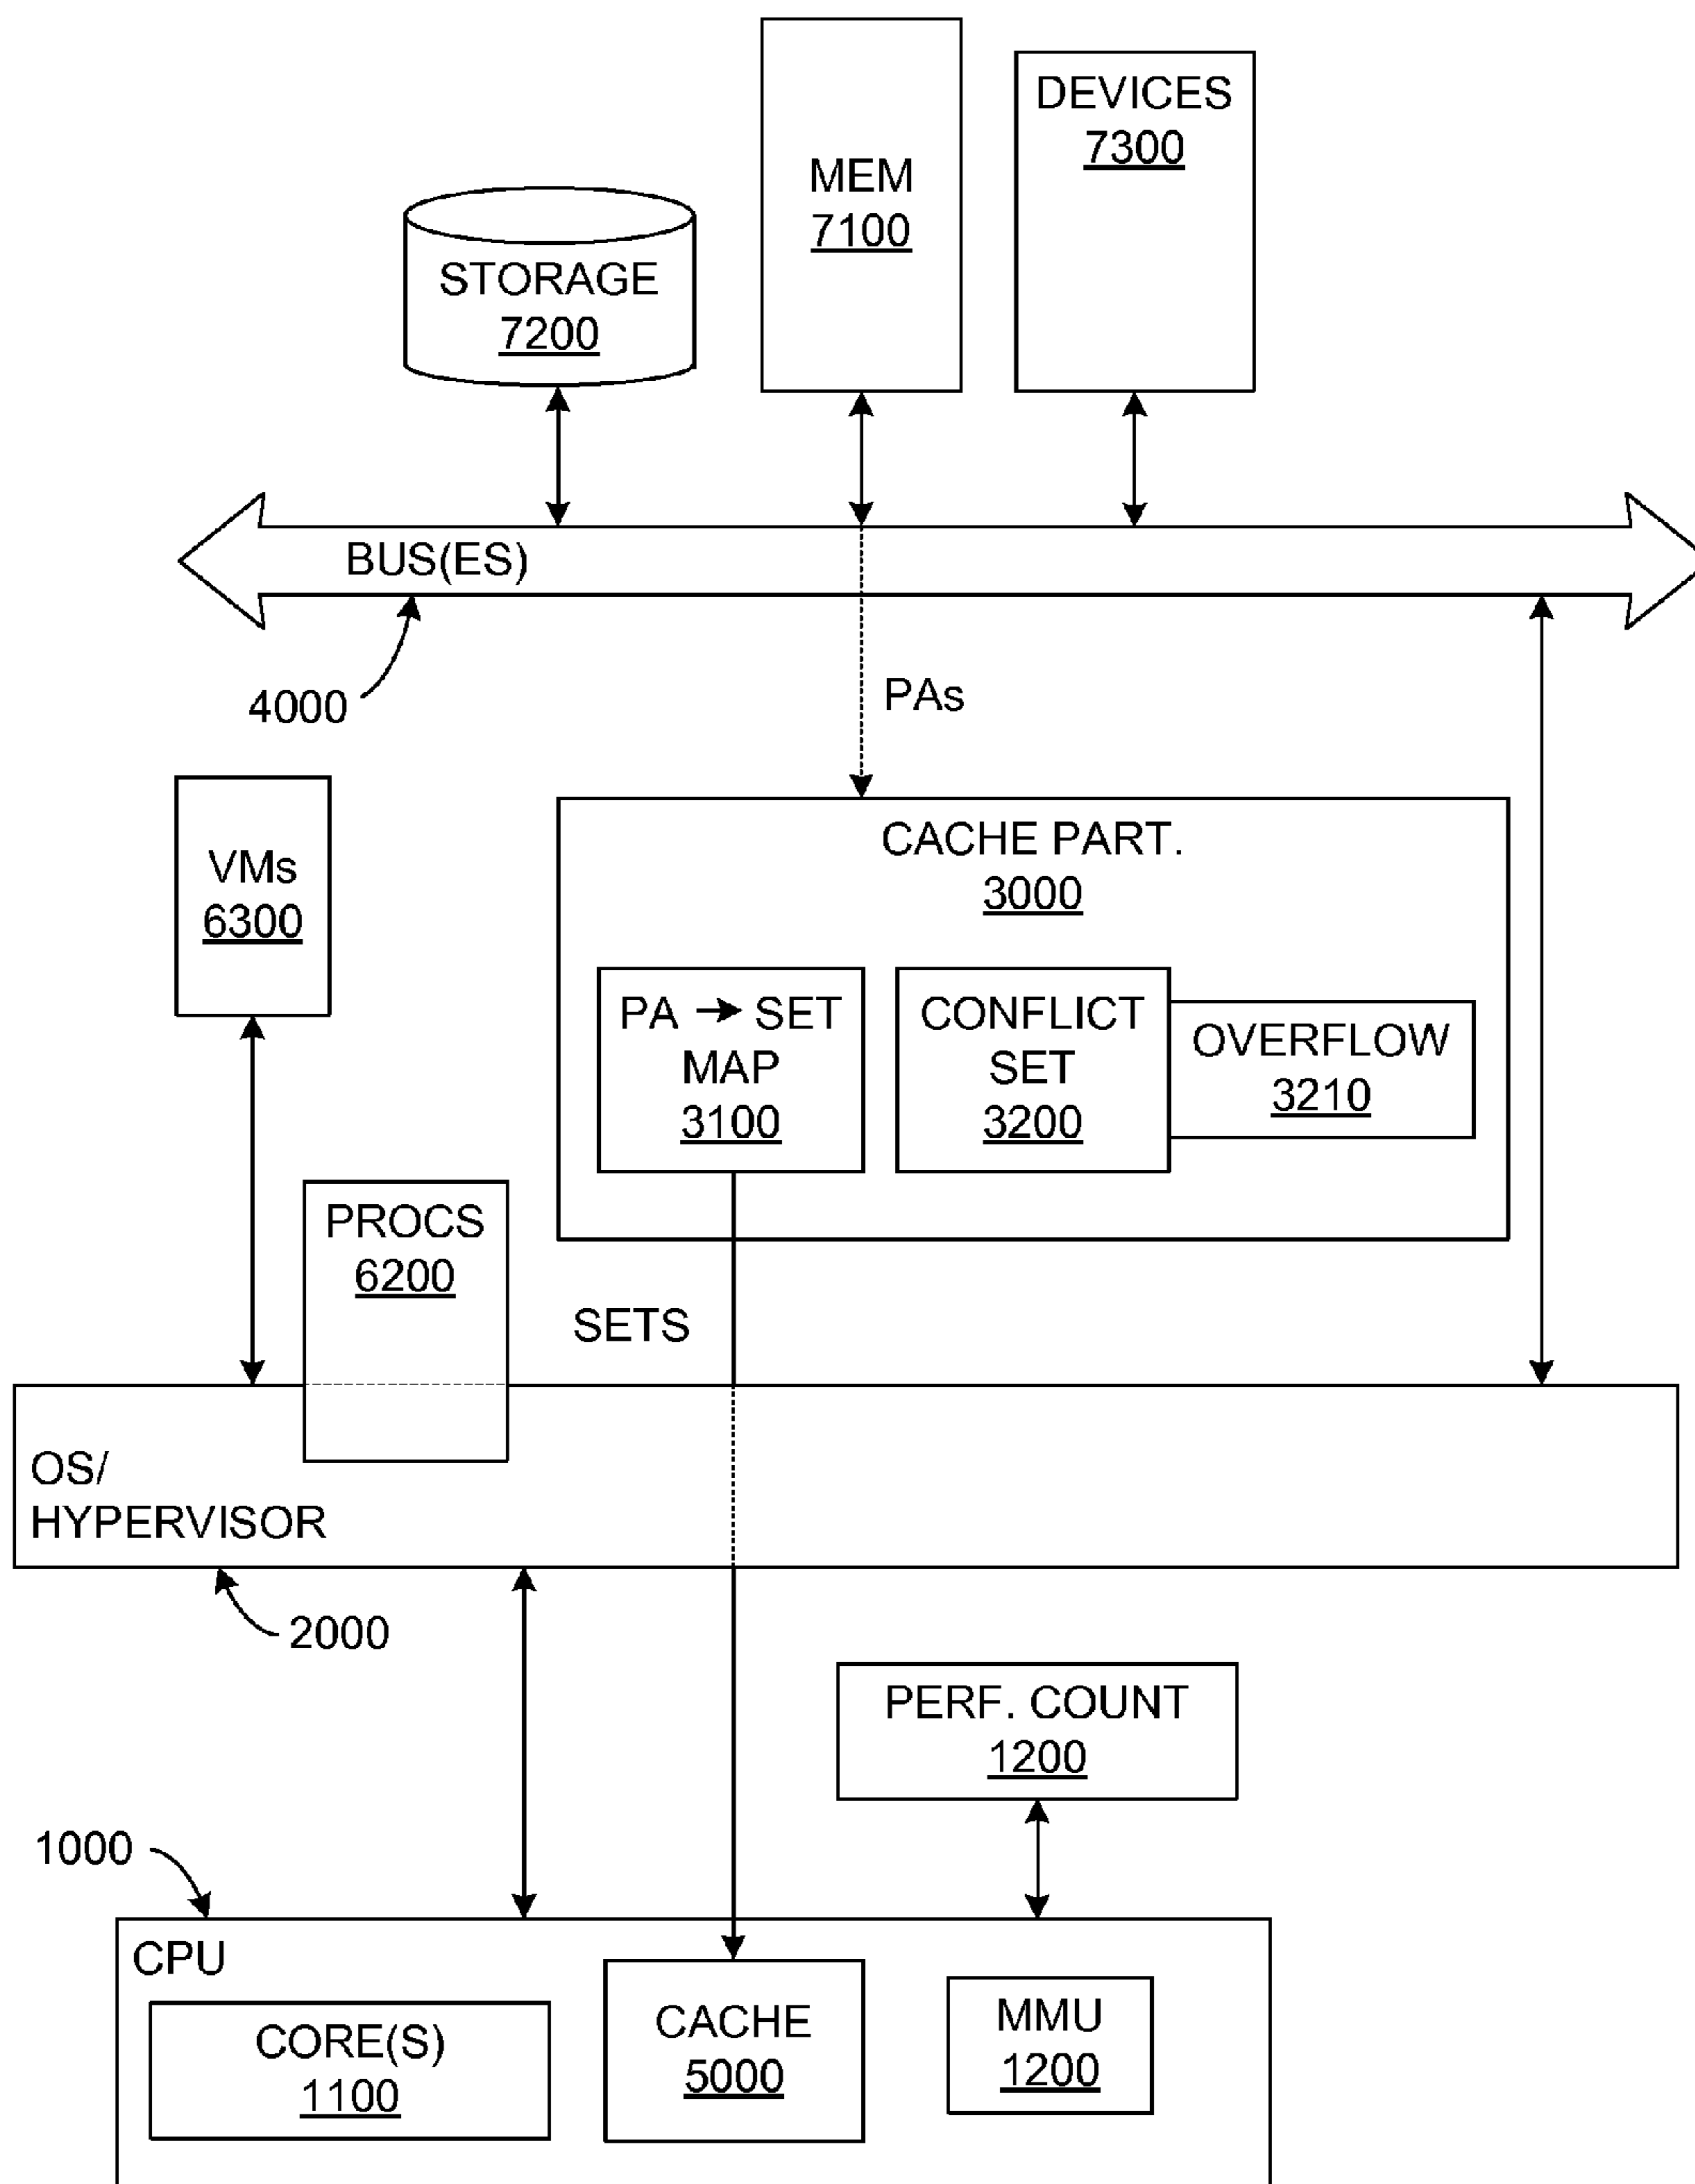 DEVICES
7300
MEM
7100
STORAGE
7200
BUS(ES)
4000
PAs
CACHE PART.
3000
VMs
6300
PA → SET
MAP
3100
CONFLICT
SET
3200
OVERFLOW
3210
PROCS
6200
SETS
OS/
HYPERVISOR
2000
PERF. COUNT
1200
1000
CPU
CORE(S)
1100
CACHE
5000
MMU
1200